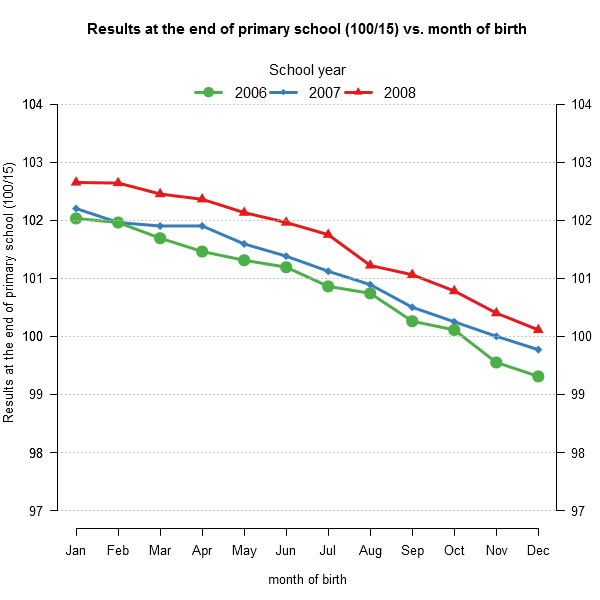 Results at the end of primary school (100/15) vs. month of birth
School year
2006 2007 2008
104 104
103 103
102 102
101 101
100 100
99 99
98 98
97 97
Results at the end of primary school (100/15)
Jan Feb Mar Apr May Jun Jul Aug Sep Oct Nov Dec
month of birth